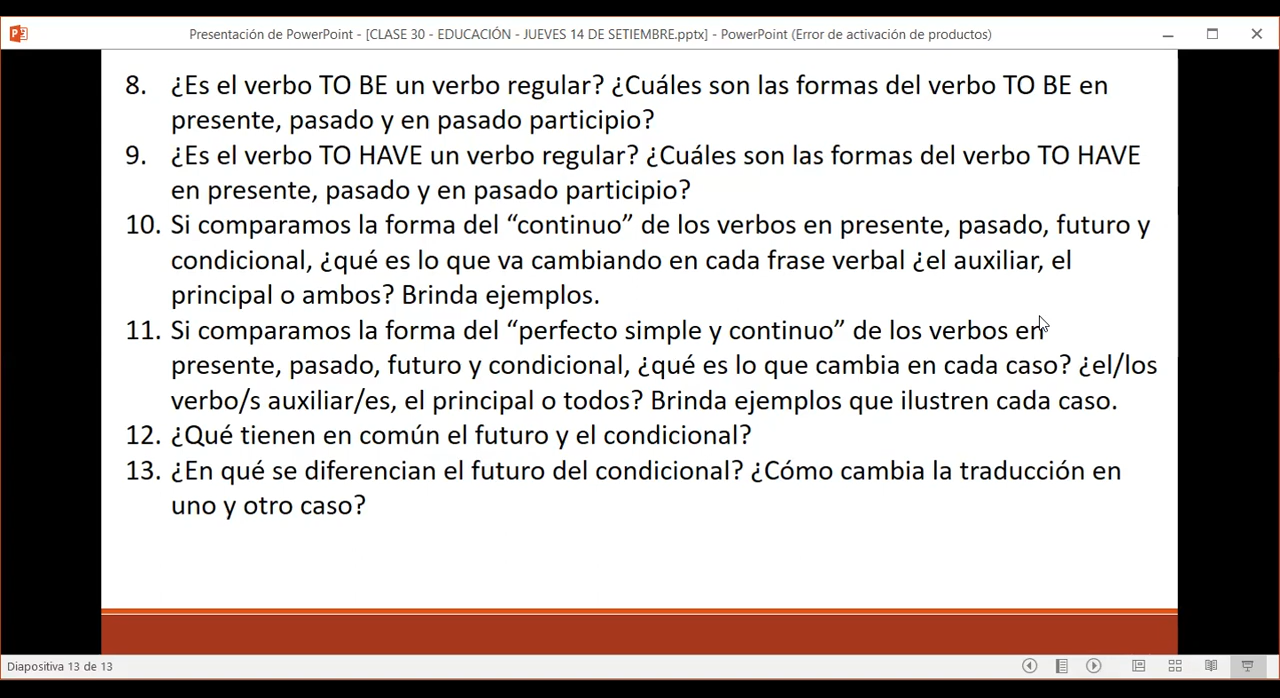 Presentación de PowerPoint - [CLASE 30 - EDUCACIÓN - JUEVES 14 DE SETIEMBRE.pptx] - PowerPoint (Error de activación de productos)
8. ¿Es el verbo TO BE un verbo regular? ¿Cuáles son las formas del verbo TO BE en
presente, pasado y en pasado participio?
9. ¿Es el verbo TO HAVE un verbo regular? ¿Cuáles son las formas del verbo TO HAVE
en presente, pasado y en pasado participio?
10. Si comparamos la forma del “continuo” de los verbos en presente, pasado, futuro y
condicional, ¿qué es lo que va cambiando en cada frase verbal ¿el auxiliar, el
principal o ambos? Brinda ejemplos.
11. Si comparamos la forma del “perfecto simple y continuo” de los verbos en
presente, pasado, futuro y condicional, ¿qué es lo que cambia en cada caso? ¿el/los
verbo/s auxiliar/es, el principal o todos? Brinda ejemplos que ilustren cada caso.
12. ¿Qué tienen en común el futuro y el condicional?
13. ¿En qué se diferencian el futuro del condicional? ¿Cómo cambia la traducción en
uno y otro caso?
Diapositiva 13 de 13